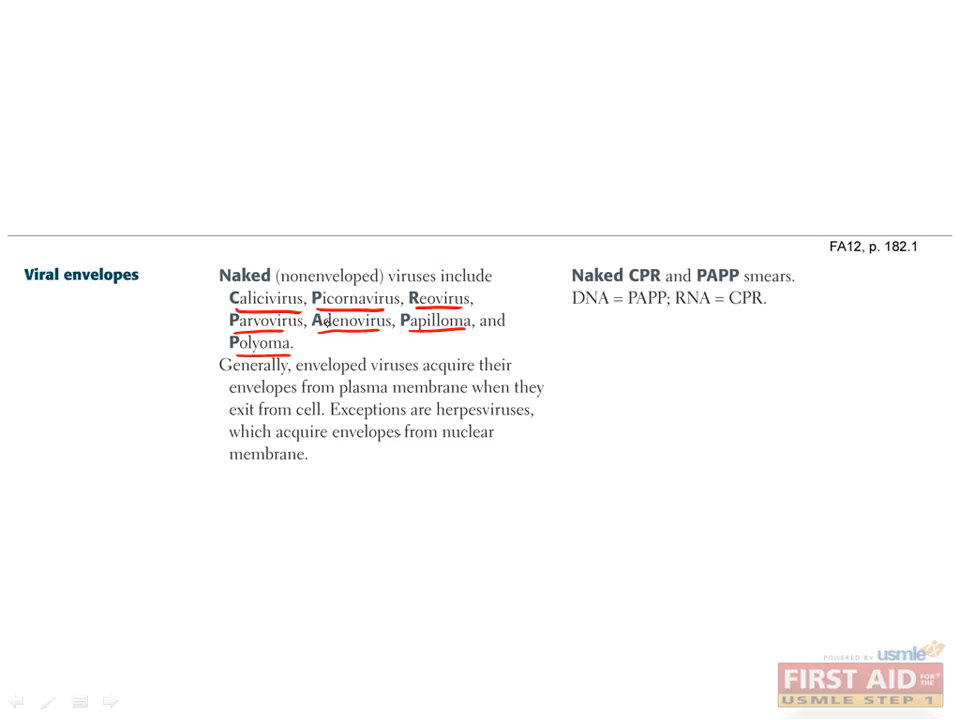 FA12, p. 182.1
Viral envelopes
Naked (nonenveloped) viruses include
Calicivirus, Picornavirus, Reovirus,
Parvovirus, Adenovirus, Papilloma, and
Polyoma.
Generally, enveloped viruses acquire their
envelopes from plasma membrane when they
exit from cell. Exceptions are herpesviruses,
which acquire envelopes from nuclear
membrane.
Naked CPR and PAPP smears.
DNA = PAPP; RNA = CPR.
POWERED BY usmle
FIRST AID FOR THE
USMLE STEP 1